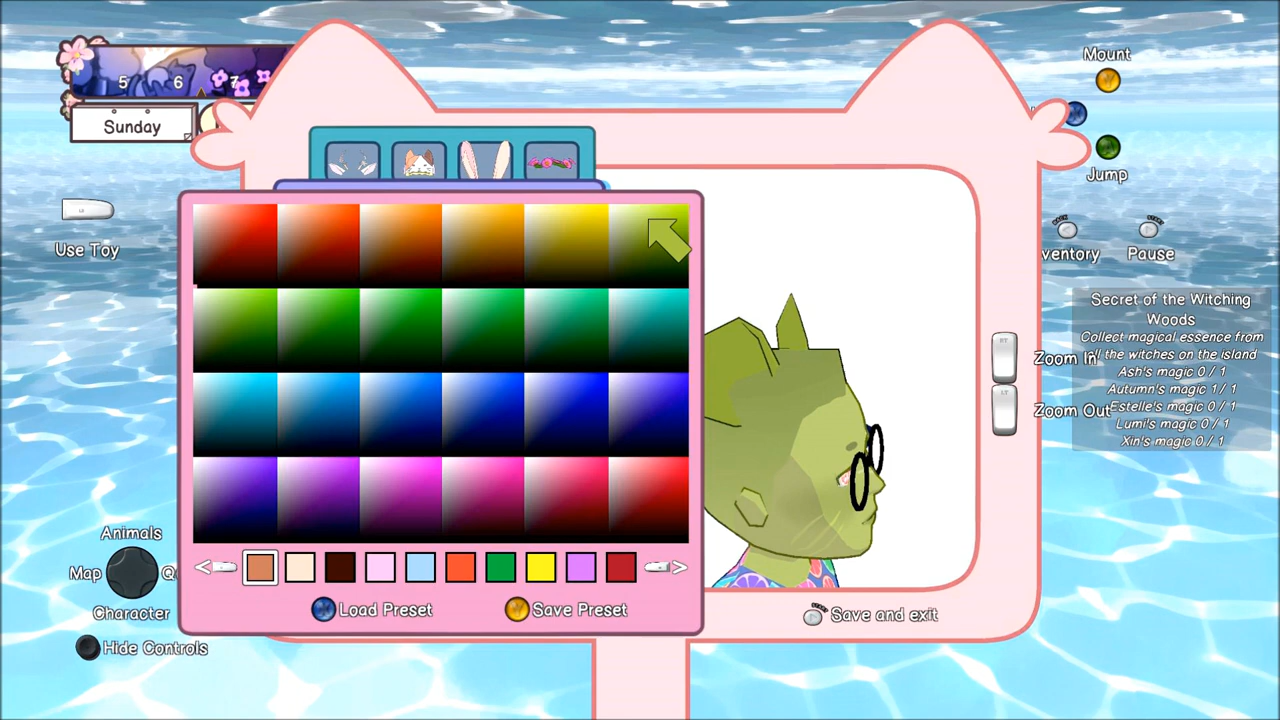 5 6 7
Sunday
Use Toy
Mount
Jump
ventory
Pause
Secret of the Witching
Woods
Collect magical essence from
all the witches on the island
Ash's magic 0 / 1
Autumn's magic 1 / 1
Estelle's magic 0 / 1
Lumi's magic 0 / 1
Xin's magic 0 / 1
Zoom In
Zoom Out
Animals
Map
Character
Hide Controls
Load Preset
Save Preset
Save and exit